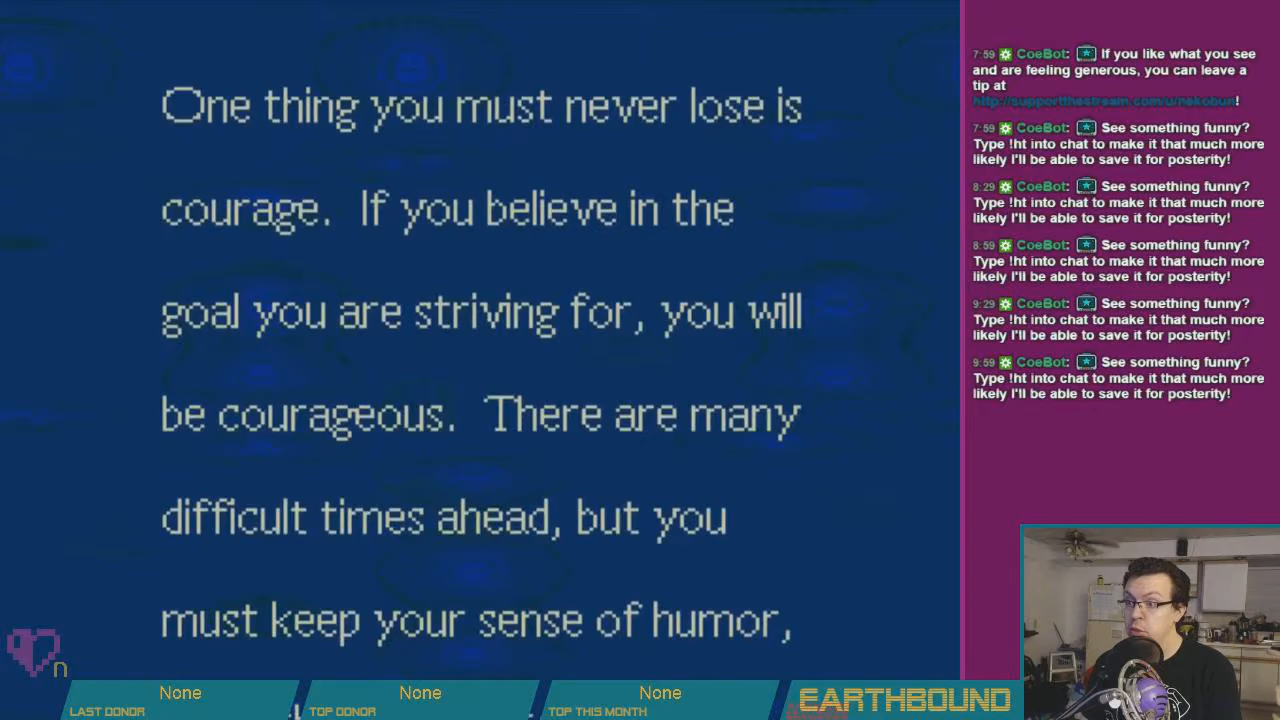 One thing you must never lose is
courage.  If you believe in the
goal you are striving for, you will
be courageous.  There are many
difficult times ahead, but you
must keep your sense of humor,
7:59 CoeBot: If you like what you see
and are feeling generous, you can leave a
tip at
http://supportthestream.com/u/nekobun!
7:59 CoeBot: See something funny?
Type !ht into chat to make it that much more
likely I'll be able to save it for posterity!
8:29 CoeBot: See something funny?
Type !ht into chat to make it that much more
likely I'll be able to save it for posterity!
8:59 CoeBot: See something funny?
Type !ht into chat to make it that much more
likely I'll be able to save it for posterity!
9:29 CoeBot: See something funny?
Type !ht into chat to make it that much more
likely I'll be able to save it for posterity!
9:59 CoeBot: See something funny?
Type !ht into chat to make it that much more
likely I'll be able to save it for posterity!
n
None
LAST DONOR
None
TOP DONOR
None
TOP THIS MONTH
EARTHBOUND